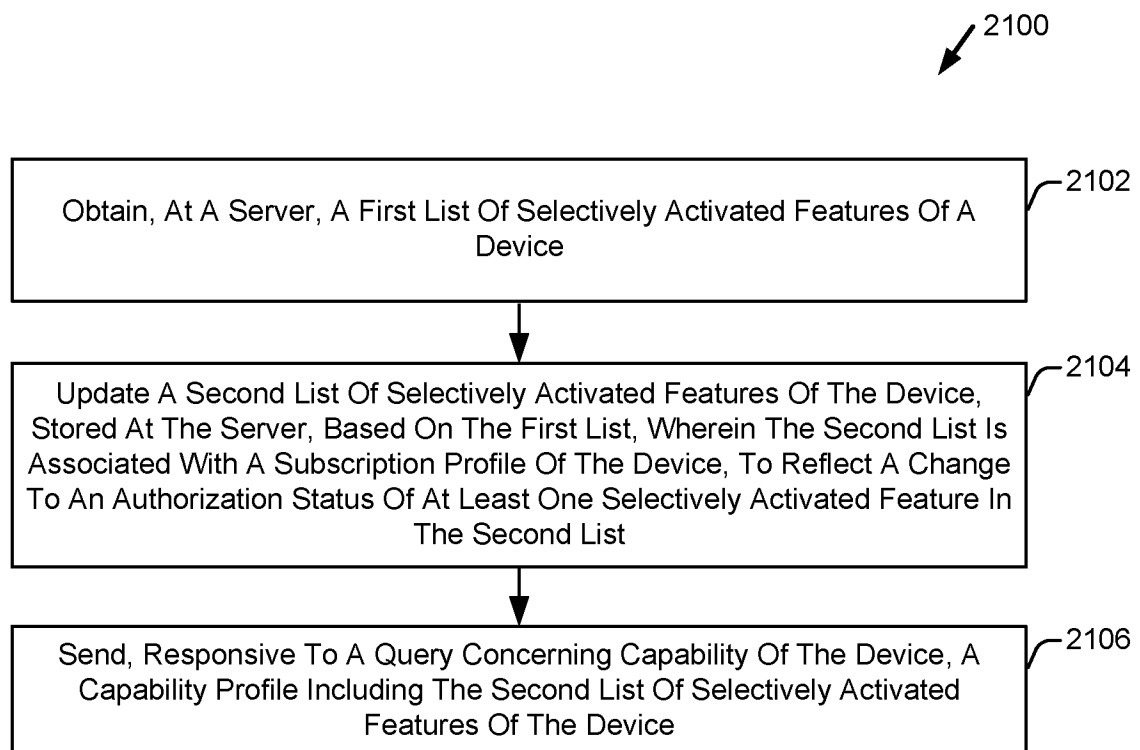 2100
2102
Obtain, At A Server, A First List Of Selectively Activated Features Of A
Device
2104
Update A Second List Of Selectively Activated Features Of The Device,
Stored At The Server, Based On The First List, Wherein The Second List Is
Associated With A Subscription Profile Of The Device, To Reflect A Change
To An Authorization Status Of At Least One Selectively Activated Feature In
The Second List
2106
Send, Responsive To A Query Concerning Capability Of The Device, A
Capability Profile Including The Second List Of Selectively Activated
Features Of The Device